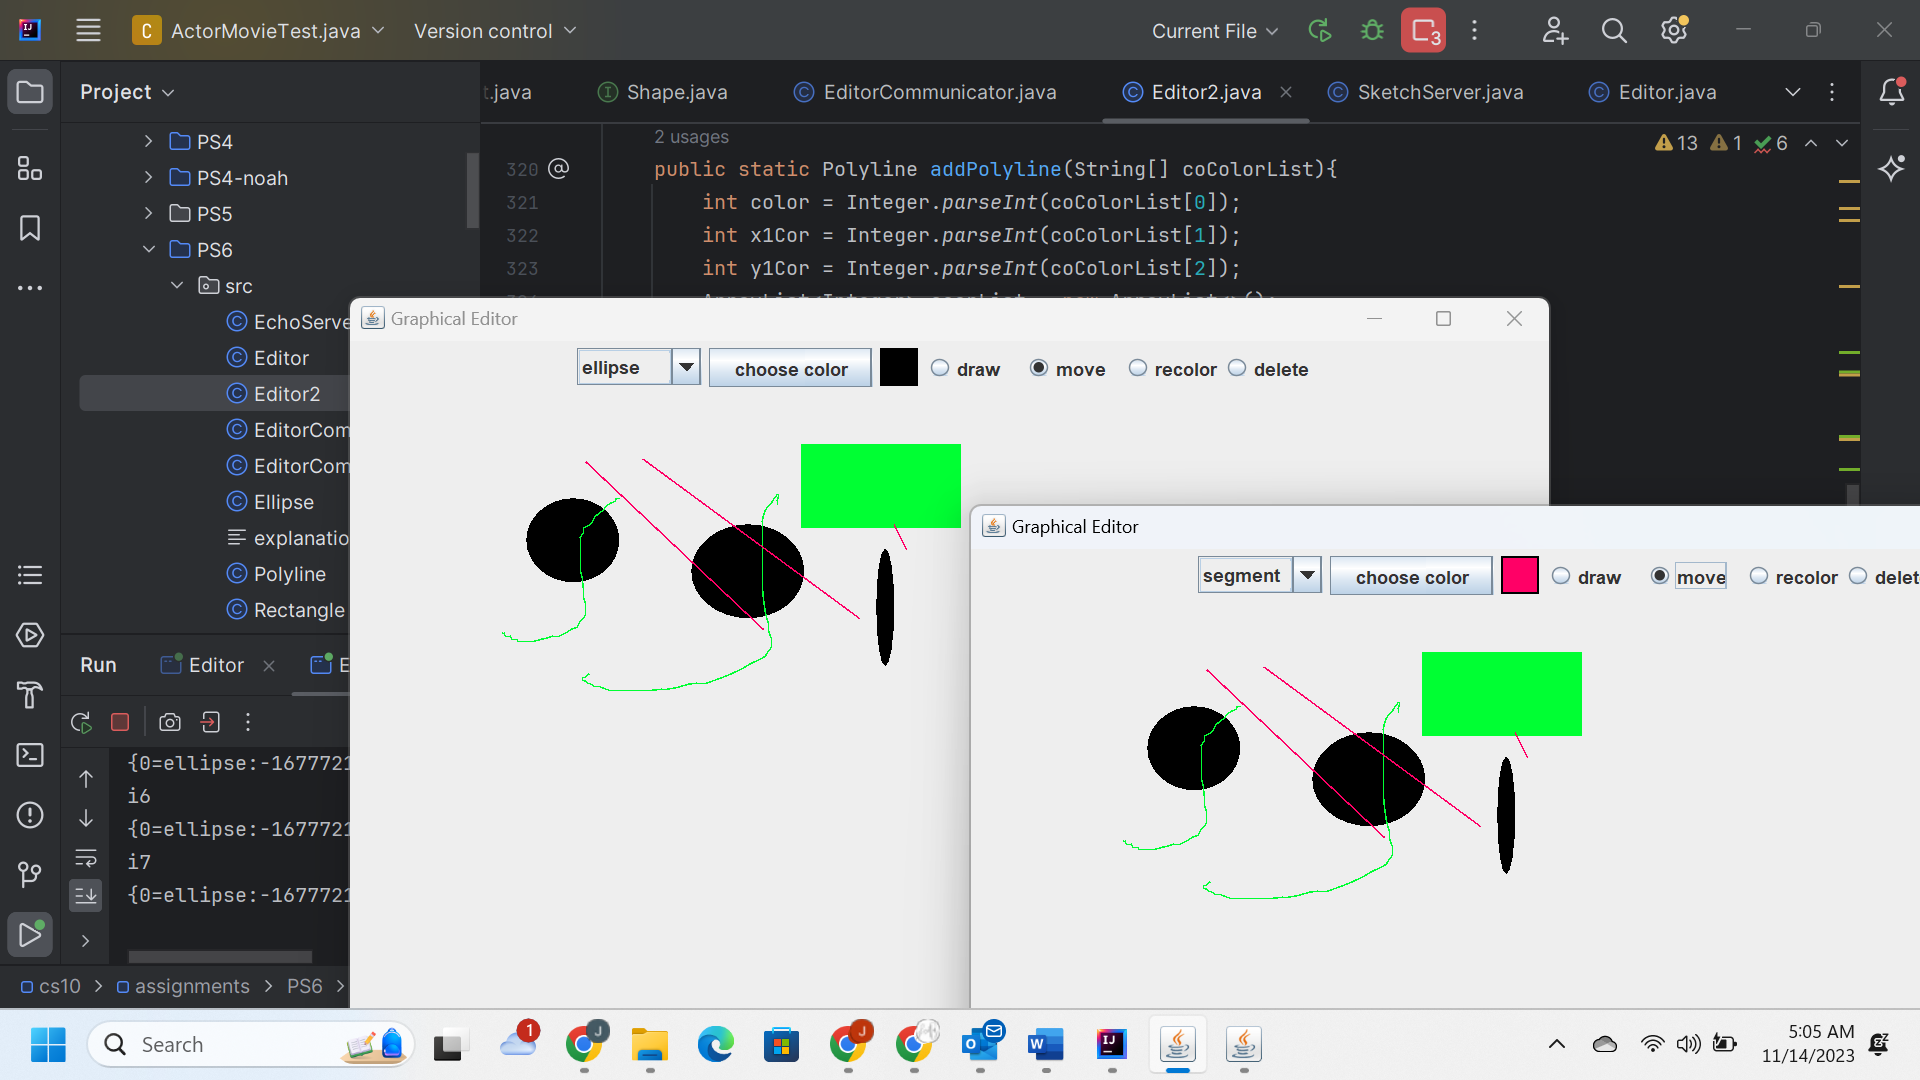 ActorMovieTest.java
Version control
Current File
3
Project
t.java
Shape.java
EditorCommunicator.java
Editor2.java
SketchServer.java
Editor.java
PS4
PS4-noah
PS5
PS6
src
EchoServe
Editor
Editor2
EditorCom
EditorCom
Ellipse
explanatio
Polyline
Rectangle
2 usages
13 1 6
320 @ public static Polyline addPolyline(String[] coColorList){
321 int color = Integer.parseInt(coColorList[0]);
322 int x1Cor = Integer.parseInt(coColorList[1]);
323 int y1Cor = Integer.parseInt(coColorList[2]);
Graphical Editor
ellipse choose color draw move recolor delete
Graphical Editor
segment choose color draw move recolor delet
Run Editor E
{0=ellipse:-1677721
i6
{0=ellipse:-1677721
i7
{0=ellipse:-1677721
cs10 > assignments > PS6 >
Search
1
J
J
5:05 AM
11/14/2023